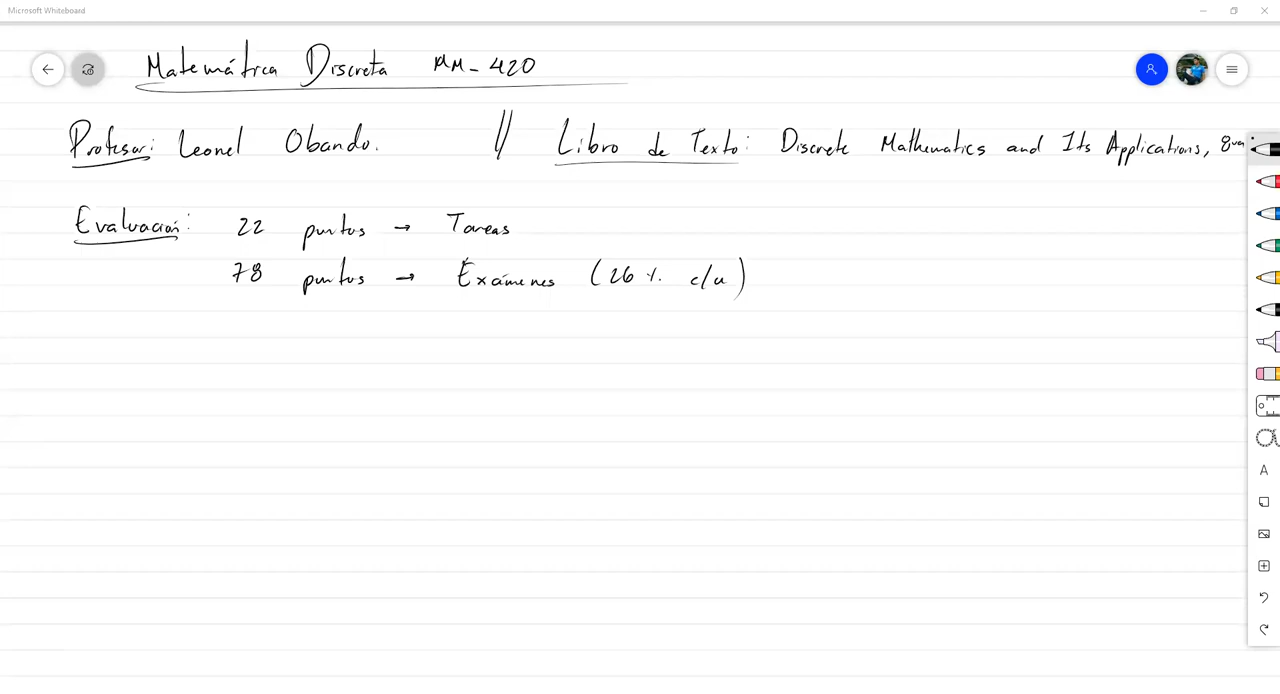 Microsoft Whiteboard
Matemática Discreta MM-420
Profesor: Leonel Obando. // Libro de Texto: Discrete Mathematics and Its Applications, 8va
Evaluación: 22 puntos → Tareas
78 puntos → Exámenes (26% c/u)
A